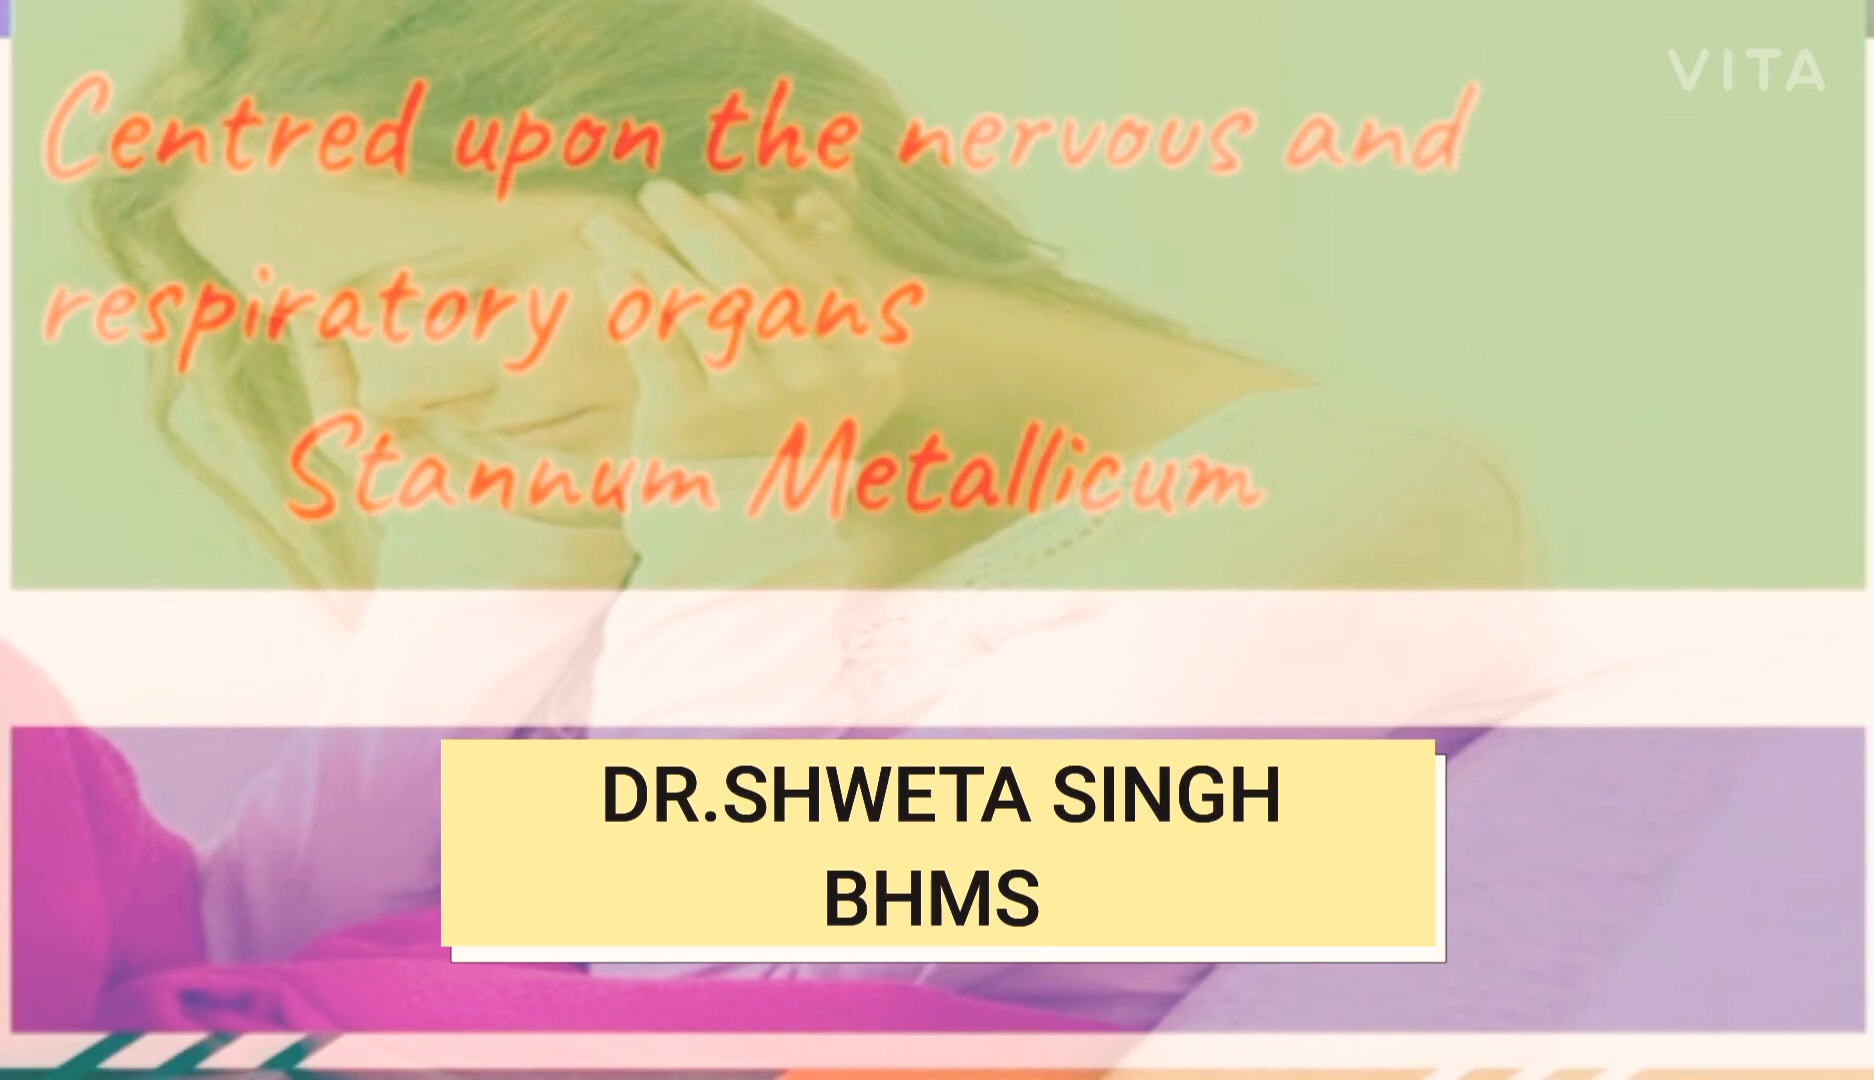 VITA
Centred upon the nervous and
respiratory organs
Stannum Metallicum
DR.SHWETA SINGH
BHMS